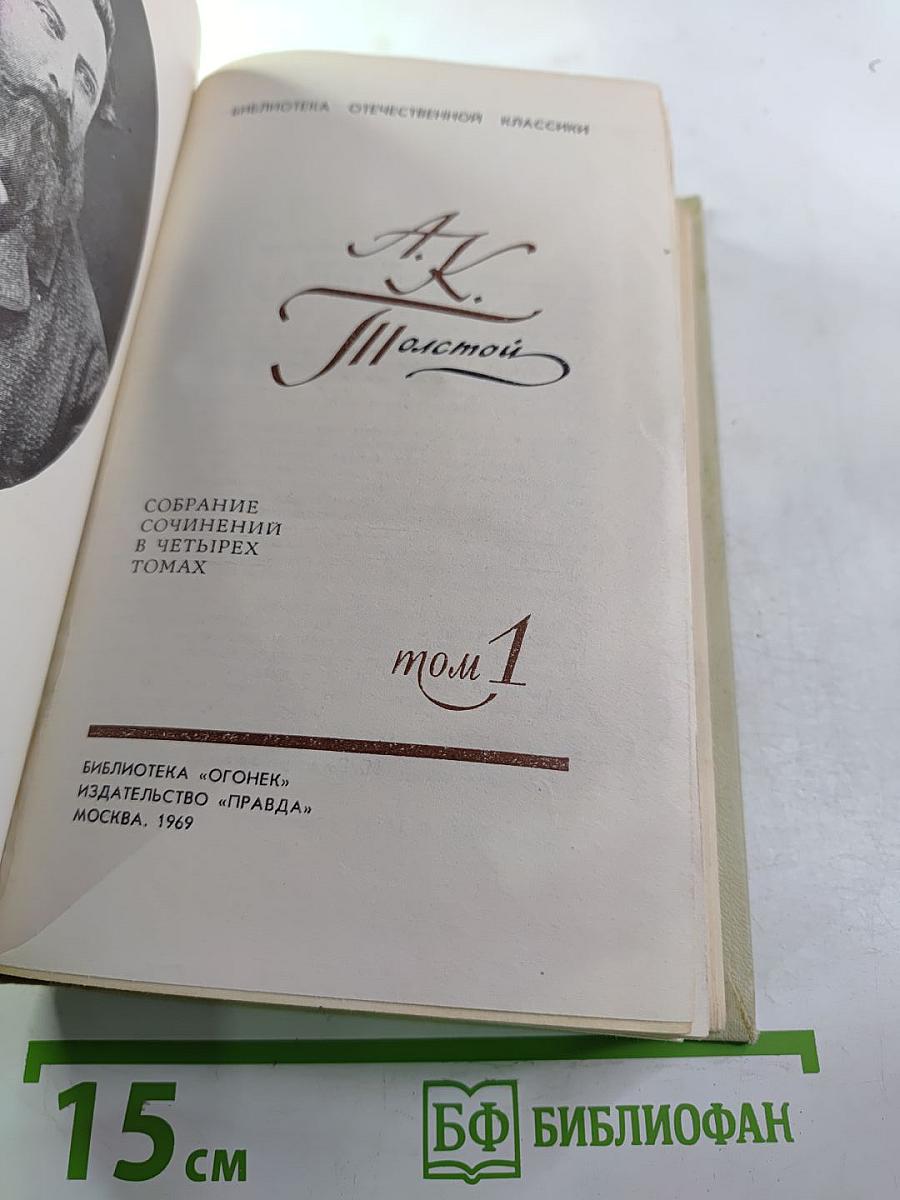 БИБЛИОТЕКА ОТЕЧЕСТВЕННОЙ КЛАССИКИ
А.К.
Толстой
СОБРАНИЕ
СОЧИНЕНИЙ
В ЧЕТЫРЕХ
ТОМАХ
том 1
БИБЛИОТЕКА «ОГОНЕК»
ИЗДАТЕЛЬСТВО «ПРАВДА»
МОСКВА, 1969
15 см
БФ БИБЛИОФАН